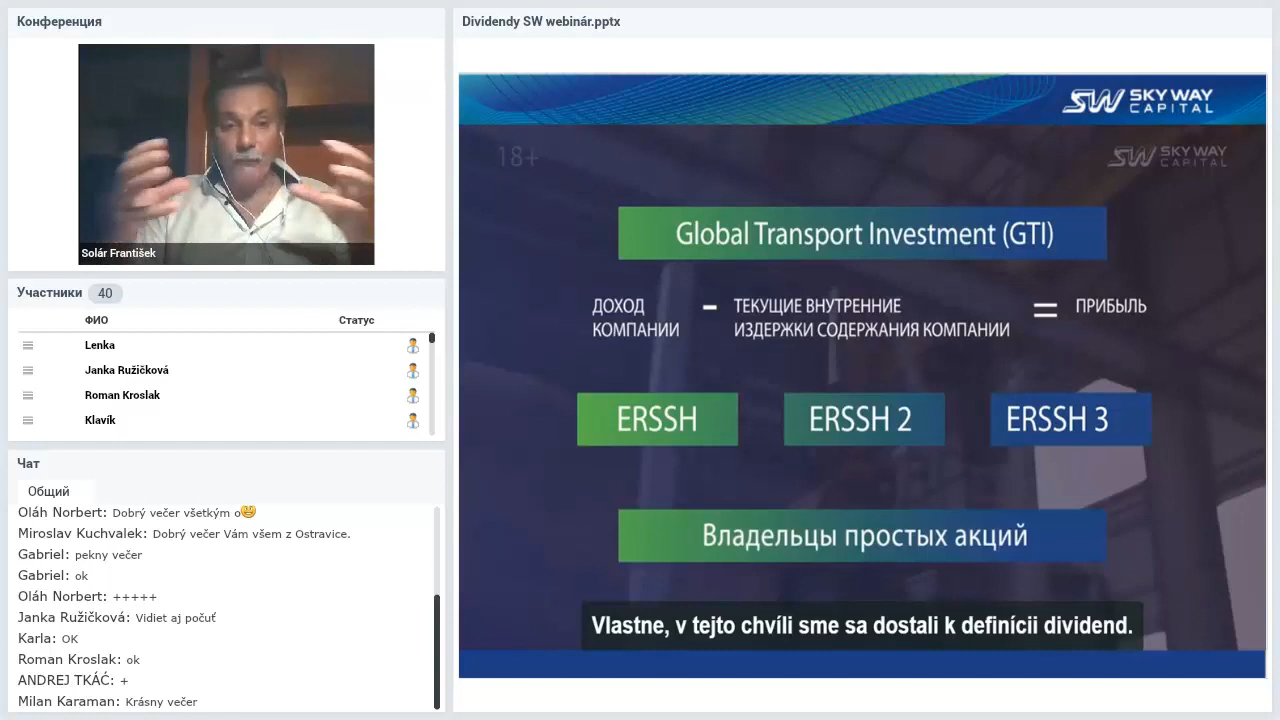 Конференция
Solár František
Участники 40
ФИО Статус
Lenka
Janka Ružičková
Roman Kroslak
Klavík
Чат
Общий
Oláh Norbert: Dobrý večer všetkým o
Miroslav Kuchvalek: Dobrý večer Vám všem z Ostravice.
Gabriel: pekny večer
Gabriel: ok
Oláh Norbert: +++++
Janka Ružičková: Vidiet aj počuť
Karla: OK
Roman Kroslak: ok
ANDREJ TKÁČ: +
Milan Karaman: Krásny večer
Dividendy SW webinár.pptx
SW SKY WAY
CAPITAL
18+
SW SKY WAY
CAPITAL
Global Transport Investment (GTI)
ДОХОД
КОМПАНИИ
–
ТЕКУЩИЕ ВНУТРЕННИЕ
ИЗДЕРЖКИ СОДЕРЖАНИЯ КОМПАНИИ
=
ПРИБЫЛЬ
ERSSH ERSSH 2 ERSSH 3
Владельцы простых акций
Vlastne, v tejto chvíli sme sa dostali k definícii dividend.